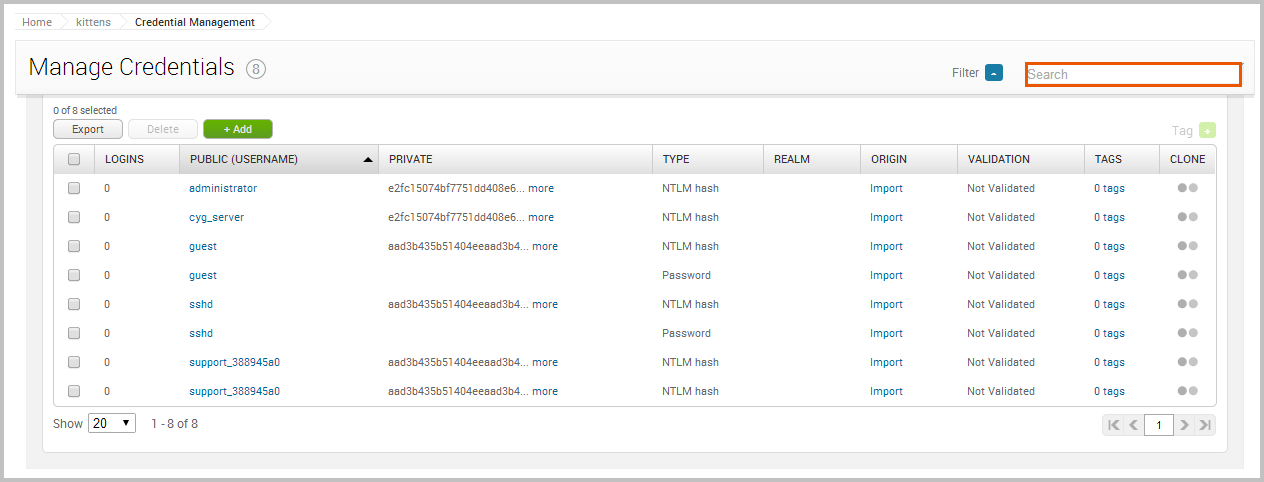 Home kittens Credential Management
Manage Credentials 8
Filter Search
0 of 8 selected
Export Delete + Add Tag +
LOGINS PUBLIC (USERNAME) PRIVATE TYPE REALM ORIGIN VALIDATION TAGS CLONE
0 administrator e2fc15074bf7751dd408e6... more NTLM hash Import Not Validated 0 tags
0 cyg_server e2fc15074bf7751dd408e6... more NTLM hash Import Not Validated 0 tags
0 guest aad3b435b51404eeaad3b4... more NTLM hash Import Not Validated 0 tags
0 guest Password Import Not Validated 0 tags
0 sshd aad3b435b51404eeaad3b4... more NTLM hash Import Not Validated 0 tags
0 sshd Password Import Not Validated 0 tags
0 support_388945a0 aad3b435b51404eeaad3b4... more NTLM hash Import Not Validated 0 tags
0 support_388945a0 aad3b435b51404eeaad3b4... more NTLM hash Import Not Validated 0 tags
Show 20 1 - 8 of 8 1